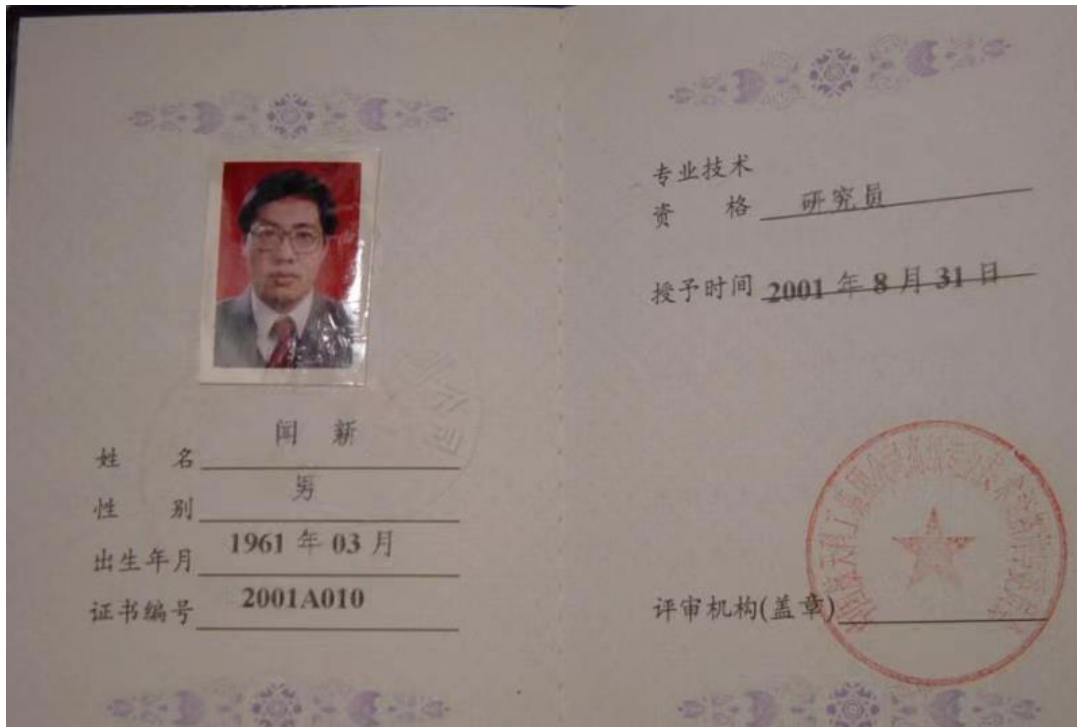 闻 新
姓 名
男
性 别
1961 年 03 月
出生年月
2001A010
证书编号
专业技术
资 格 研究员
授予时间 2001 年 8 月 31 日
评审机构(盖章)